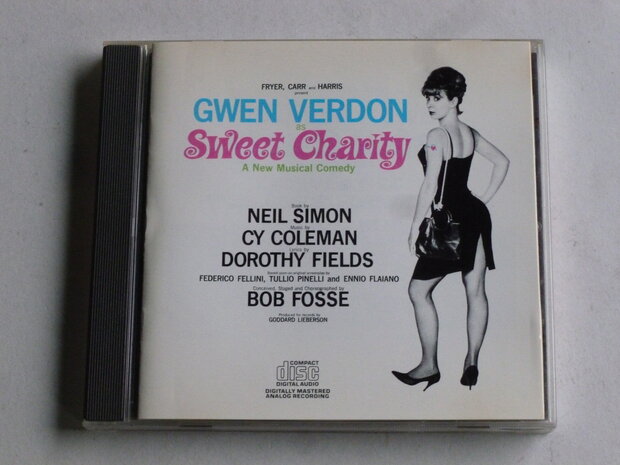 FRYER, CARR and HARRIS
present
GWEN VERDON
as
Sweet Charity
A New Musical Comedy
Book by
NEIL SIMON
Music by
CY COLEMAN
Lyrics by
DOROTHY FIELDS
Based upon an original screenplay by
FEDERICO FELLINI, TULLIO PINELLI and ENNIO FLAIANO
Conceived, Staged and Choreographed by
BOB FOSSE
Produced for records by
GODDARD LIEBERSON
COMPACT
disc
DIGITAL AUDIO
DIGITALLY MASTERED
ANALOG RECORDING